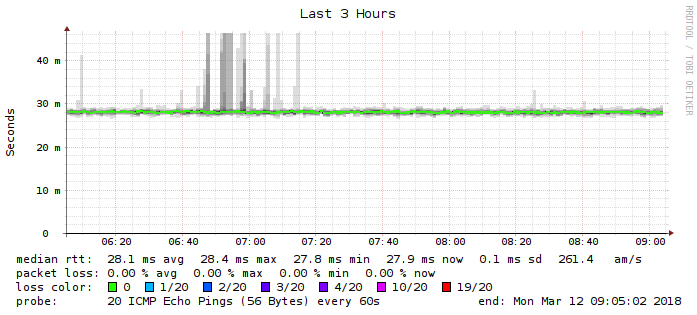 Last 3 Hours
RRDTOOL / TOBI OETIKER
Seconds
40 m
30 m
20 m
10 m
0
06:20 06:40 07:00 07:20 07:40 08:00 08:20 08:40 09:00
median rtt: 28.1 ms avg 28.4 ms max 27.8 ms min 27.9 ms now 0.1 ms sd 261.4 am/s
packet loss: 0.00 % avg 0.00 % max 0.00 % min 0.00 % now
loss color: 0 1/20 2/20 3/20 4/20 10/20 19/20
probe: 20 ICMP Echo Pings (56 Bytes) every 60s end: Mon Mar 12 09:05:02 2018